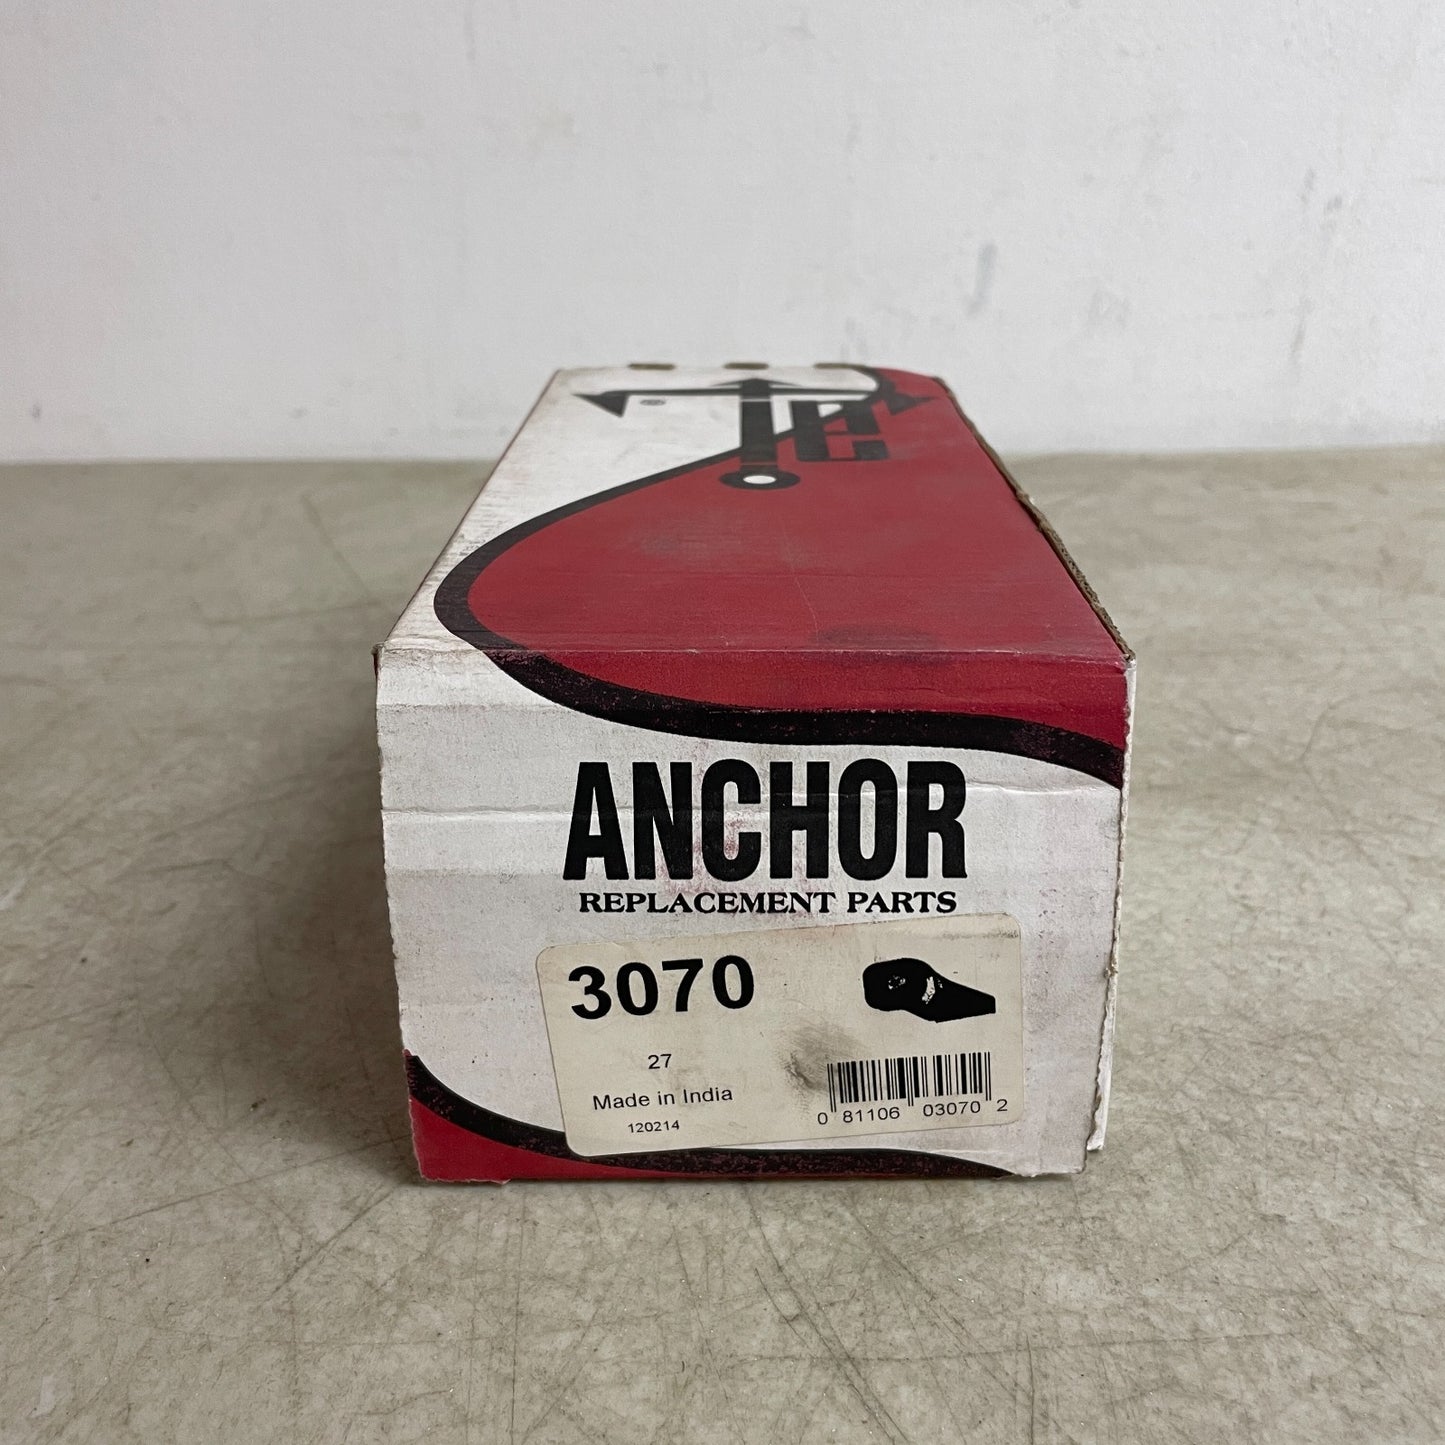 ®
E
ANCHOR
REPLACEMENT PARTS
3070
27
Made in India
120214
0 81106 03070 2